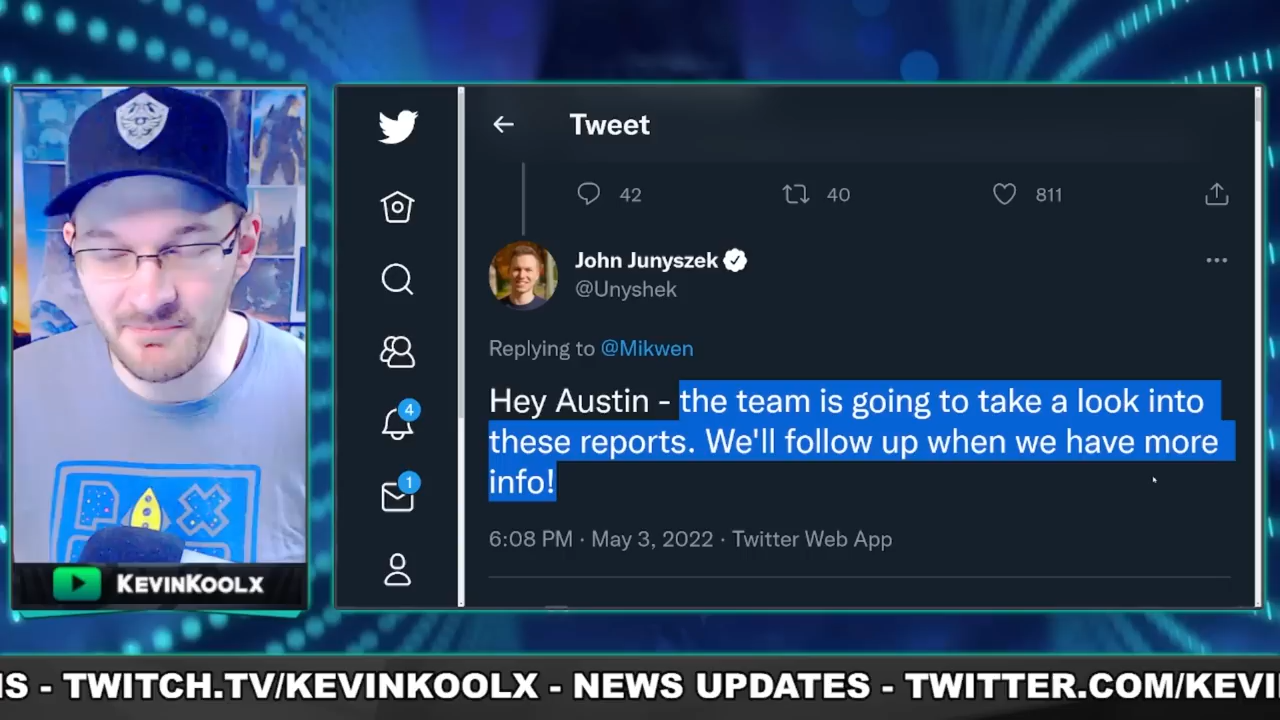 Tweet
42
40
811
John Junyszek
@Unyshek
Replying to @Mikwen
Hey Austin - the team is going to take a look into
these reports. We'll follow up when we have more
info!
6:08 PM · May 3, 2022 · Twitter Web App
4
1
KEVINKOOLX
- TWITCH.TV/KEVINKOOLX - NEWS UPDATES - TWITTER.COM/KEVI